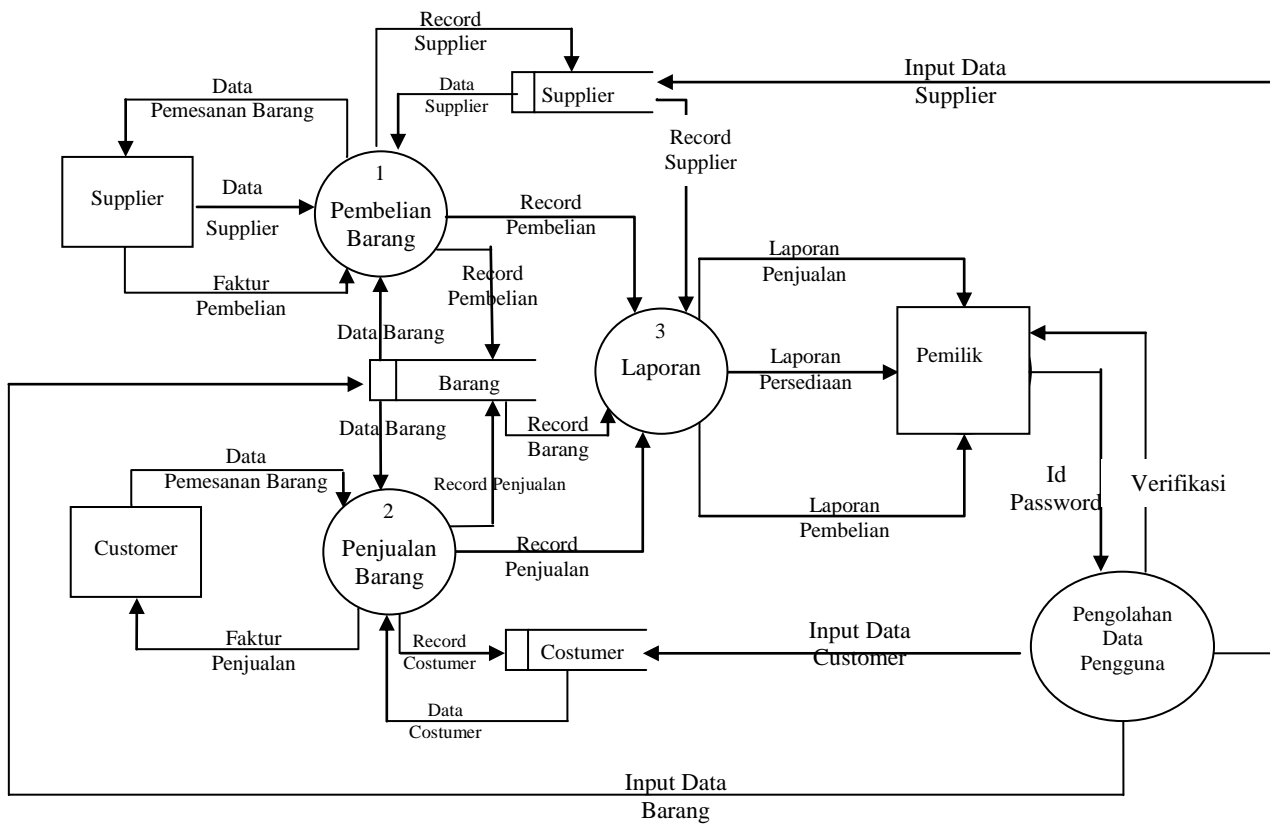 Record
Supplier
Data
Pemesanan Barang
Data
Supplier
Supplier
Input Data
Supplier
Record
Supplier
Supplier
Data
Supplier
1
Pembelian
Barang
Record
Pembelian
Faktur
Pembelian
Record
Pembelian
Data Barang
Laporan
Penjualan
3
Laporan
Laporan
Persediaan
Pemilik
Barang
Data Barang
Record
Barang
Data
Pemesanan Barang
Record Penjualan
Id
Password
Verifikasi
Laporan
Pembelian
Customer
2
Penjualan
Barang
Record
Penjualan
Faktur
Penjualan
Record
Costumer
Costumer
Input Data
Customer
Pengolahan
Data
Pengguna
Data
Costumer
Input Data
Barang